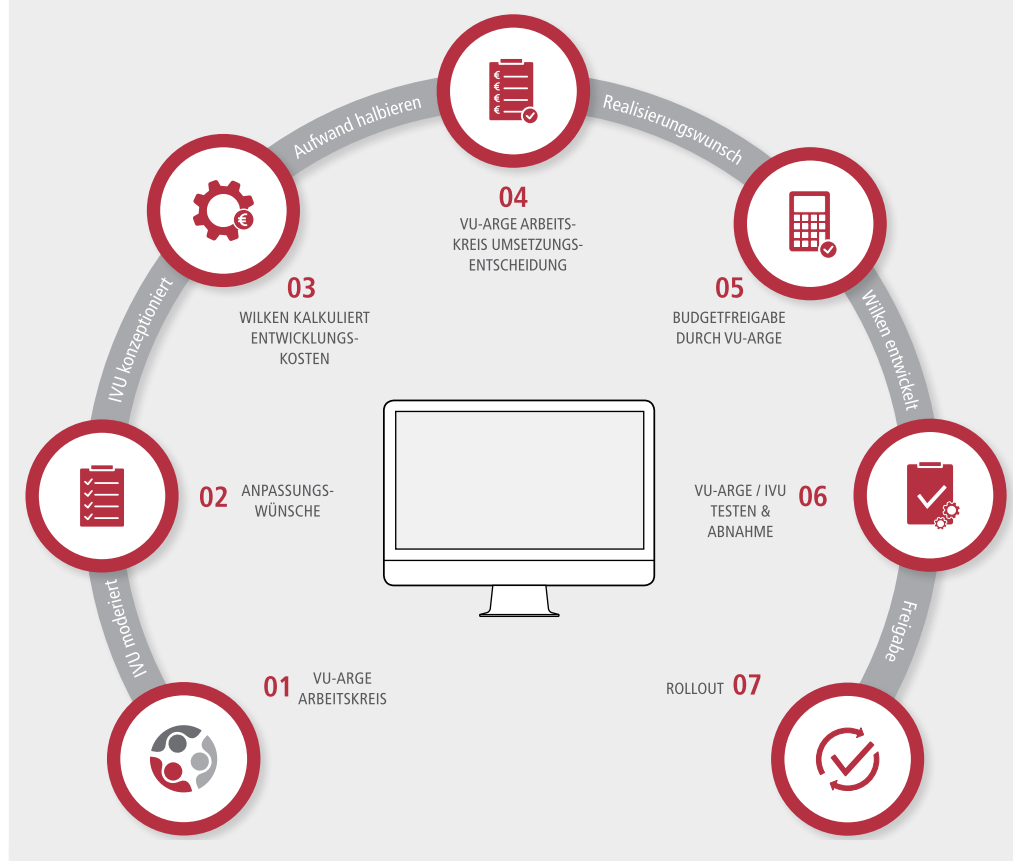 01
VU-ARGE
ARBEITSKREIS
IVU moderiert
02
ANPASSUNGS-
WÜNSCHE
IVU konzeptioniert
03
WILKEN KALKULIERT
ENTWICKLUNGS-
KOSTEN
Aufwand halbieren
04
VU-ARGE ARBEITS-
KREIS UMSETZUNGS-
ENTSCHEIDUNG
Realisierungswunsch
05
BUDGETFREIGABE
DURCH VU-ARGE
Wilken entwickelt
06
VU-ARGE / IVU
TESTEN &
ABNAHME
Freigabe
07
ROLLOUT